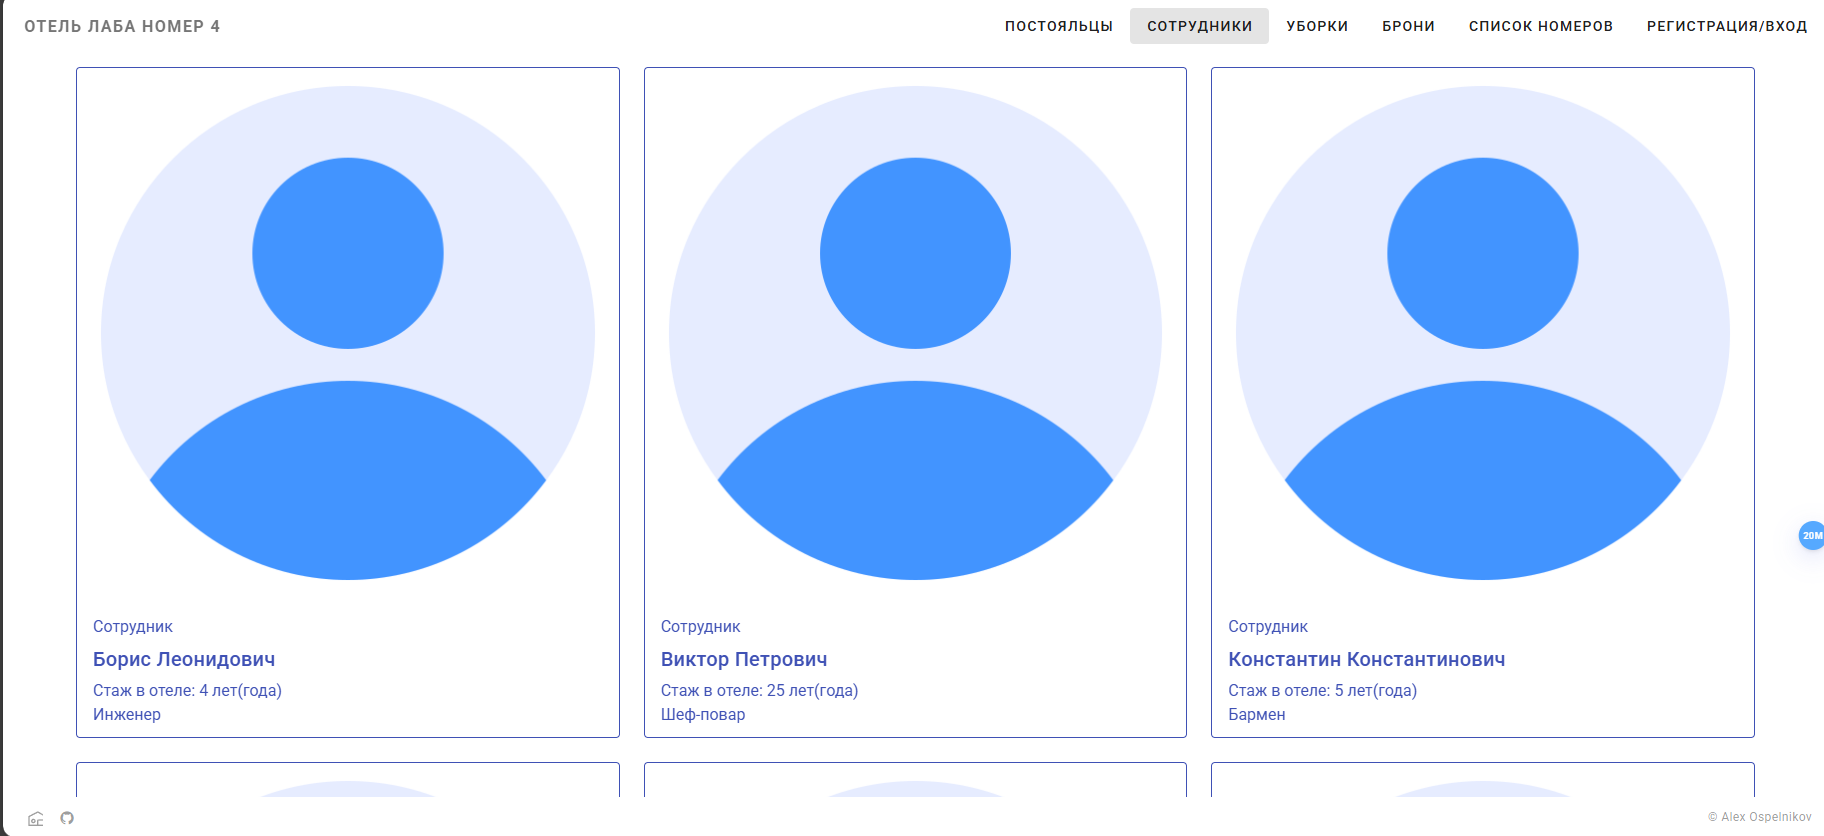 ОТЕЛЬ ЛАБА НОМЕР 4
ПОСТОЯЛЬЦЫ СОТРУДНИКИ УБОРКИ БРОНИ СПИСОК НОМЕРОВ РЕГИСТРАЦИЯ/ВХОД
20M
Сотрудник
Борис Леонидович
Стаж в отеле: 4 лет(года)
Инженер
Сотрудник
Виктор Петрович
Стаж в отеле: 25 лет(года)
Шеф-повар
Сотрудник
Константин Константинович
Стаж в отеле: 5 лет(года)
Бармен
© Alex Ospelnikov